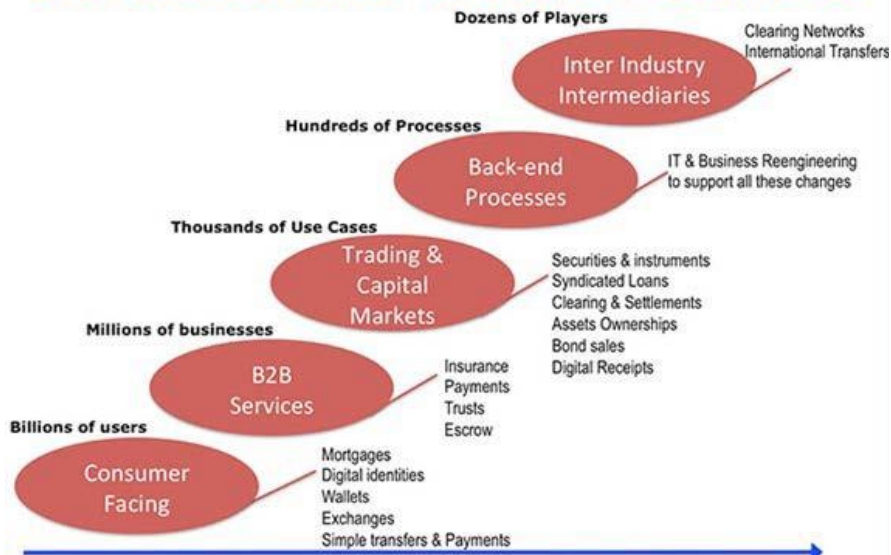 Dozens of Players
Inter Industry
Intermediaries
Clearing Networks
International Transfers
Hundreds of Processes
Back-end
Processes
IT & Business Reengineering
to support all these changes
Thousands of Use Cases
Trading &
Capital
Markets
Securities & instruments
Syndicated Loans
Clearing & Settlements
Assets Ownerships
Bond sales
Digital Receipts
Millions of businesses
B2B
Services
Insurance
Payments
Trusts
Escrow
Billions of users
Consumer
Facing
Mortgages
Digital identities
Wallets
Exchanges
Simple transfers & Payments